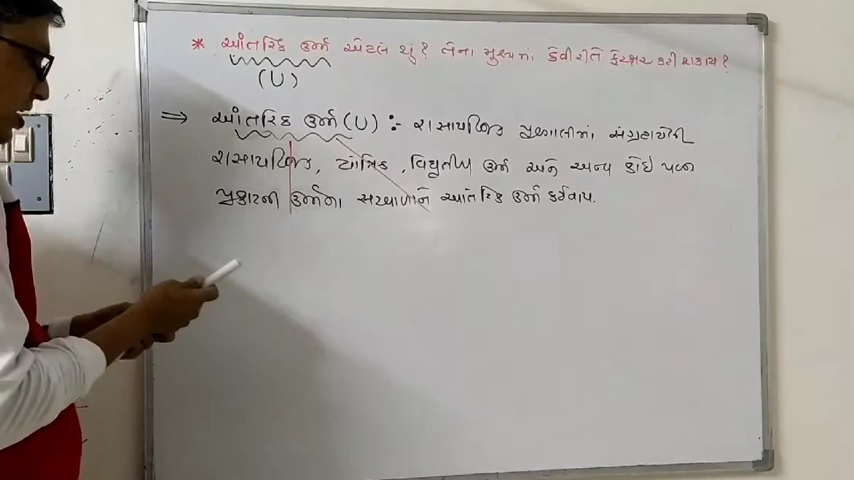 * આંતરિક ઉર્જા એટલે શું? તેના મુલ્યમાં કેવીરીતે ફેરફાર કરી શકાય?
(U)
⇒ આંતરિક ઉર્જા (U) :- રાસાયણિક પ્રણાલીમાં સંગ્રહાયેલી
રાસાયણિક, યાંત્રિક, વિદ્યુતીય ઉર્જા અને અન્ય કોઈ પણ
પ્રકારની ઉર્જાના સરવાળાને આંતરિક ઉર્જા કહેવાય.